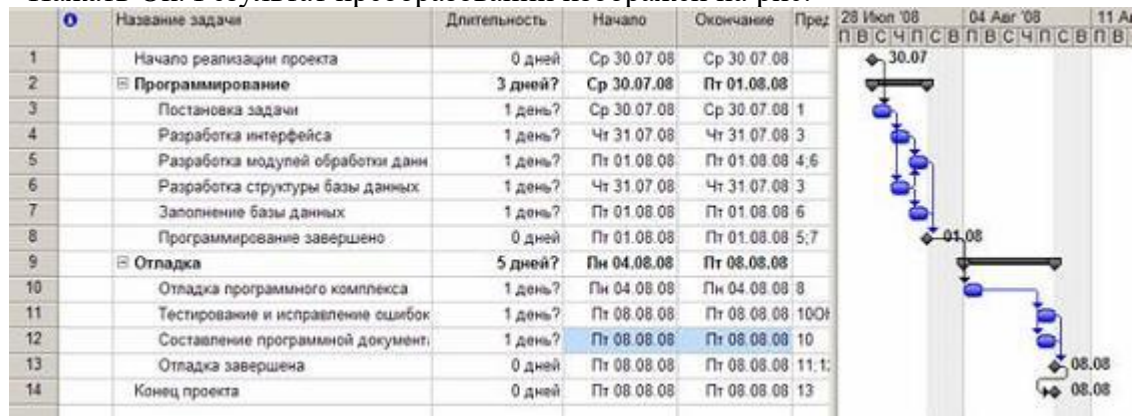 Название задачи Длительность Начало Окончание Пред 28 Июл '08 04 Авг '08 11 А
П В С Ч П С В П В С Ч П С В П В
1 Начало реализации проекта 0 дней Ср 30.07.08 Ср 30.07.08 30.07
2 Программирование 3 дней? Ср 30.07.08 Пт 01.08.08
3 Постановка задачи 1 день? Ср 30.07.08 Ср 30.07.08 1
4 Разработка интерфейса 1 день? Чт 31.07.08 Чт 31.07.08 3
5 Разработка модулей обработки данн 1 день? Пт 01.08.08 Пт 01.08.08 4;6
6 Разработка структуры базы данных 1 день? Чт 31.07.08 Чт 31.07.08 3
7 Заполнение базы данных 1 день? Пт 01.08.08 Пт 01.08.08 6
8 Программирование завершено 0 дней Пт 01.08.08 Пт 01.08.08 5;7 01.08
9 Отладка 5 дней? Пн 04.08.08 Пт 08.08.08
10 Отладка программного комплекса 1 день? Пн 04.08.08 Пн 04.08.08 8
11 Тестирование и исправление ошибок 1 день? Пт 08.08.08 Пт 08.08.08 10ОН
12 Составление программной документ 1 день? Пт 08.08.08 Пт 08.08.08 10
13 Отладка завершена 0 дней Пт 08.08.08 Пт 08.08.08 11;1 08.08
14 Конец проекта 0 дней Пт 08.08.08 Пт 08.08.08 13 08.08